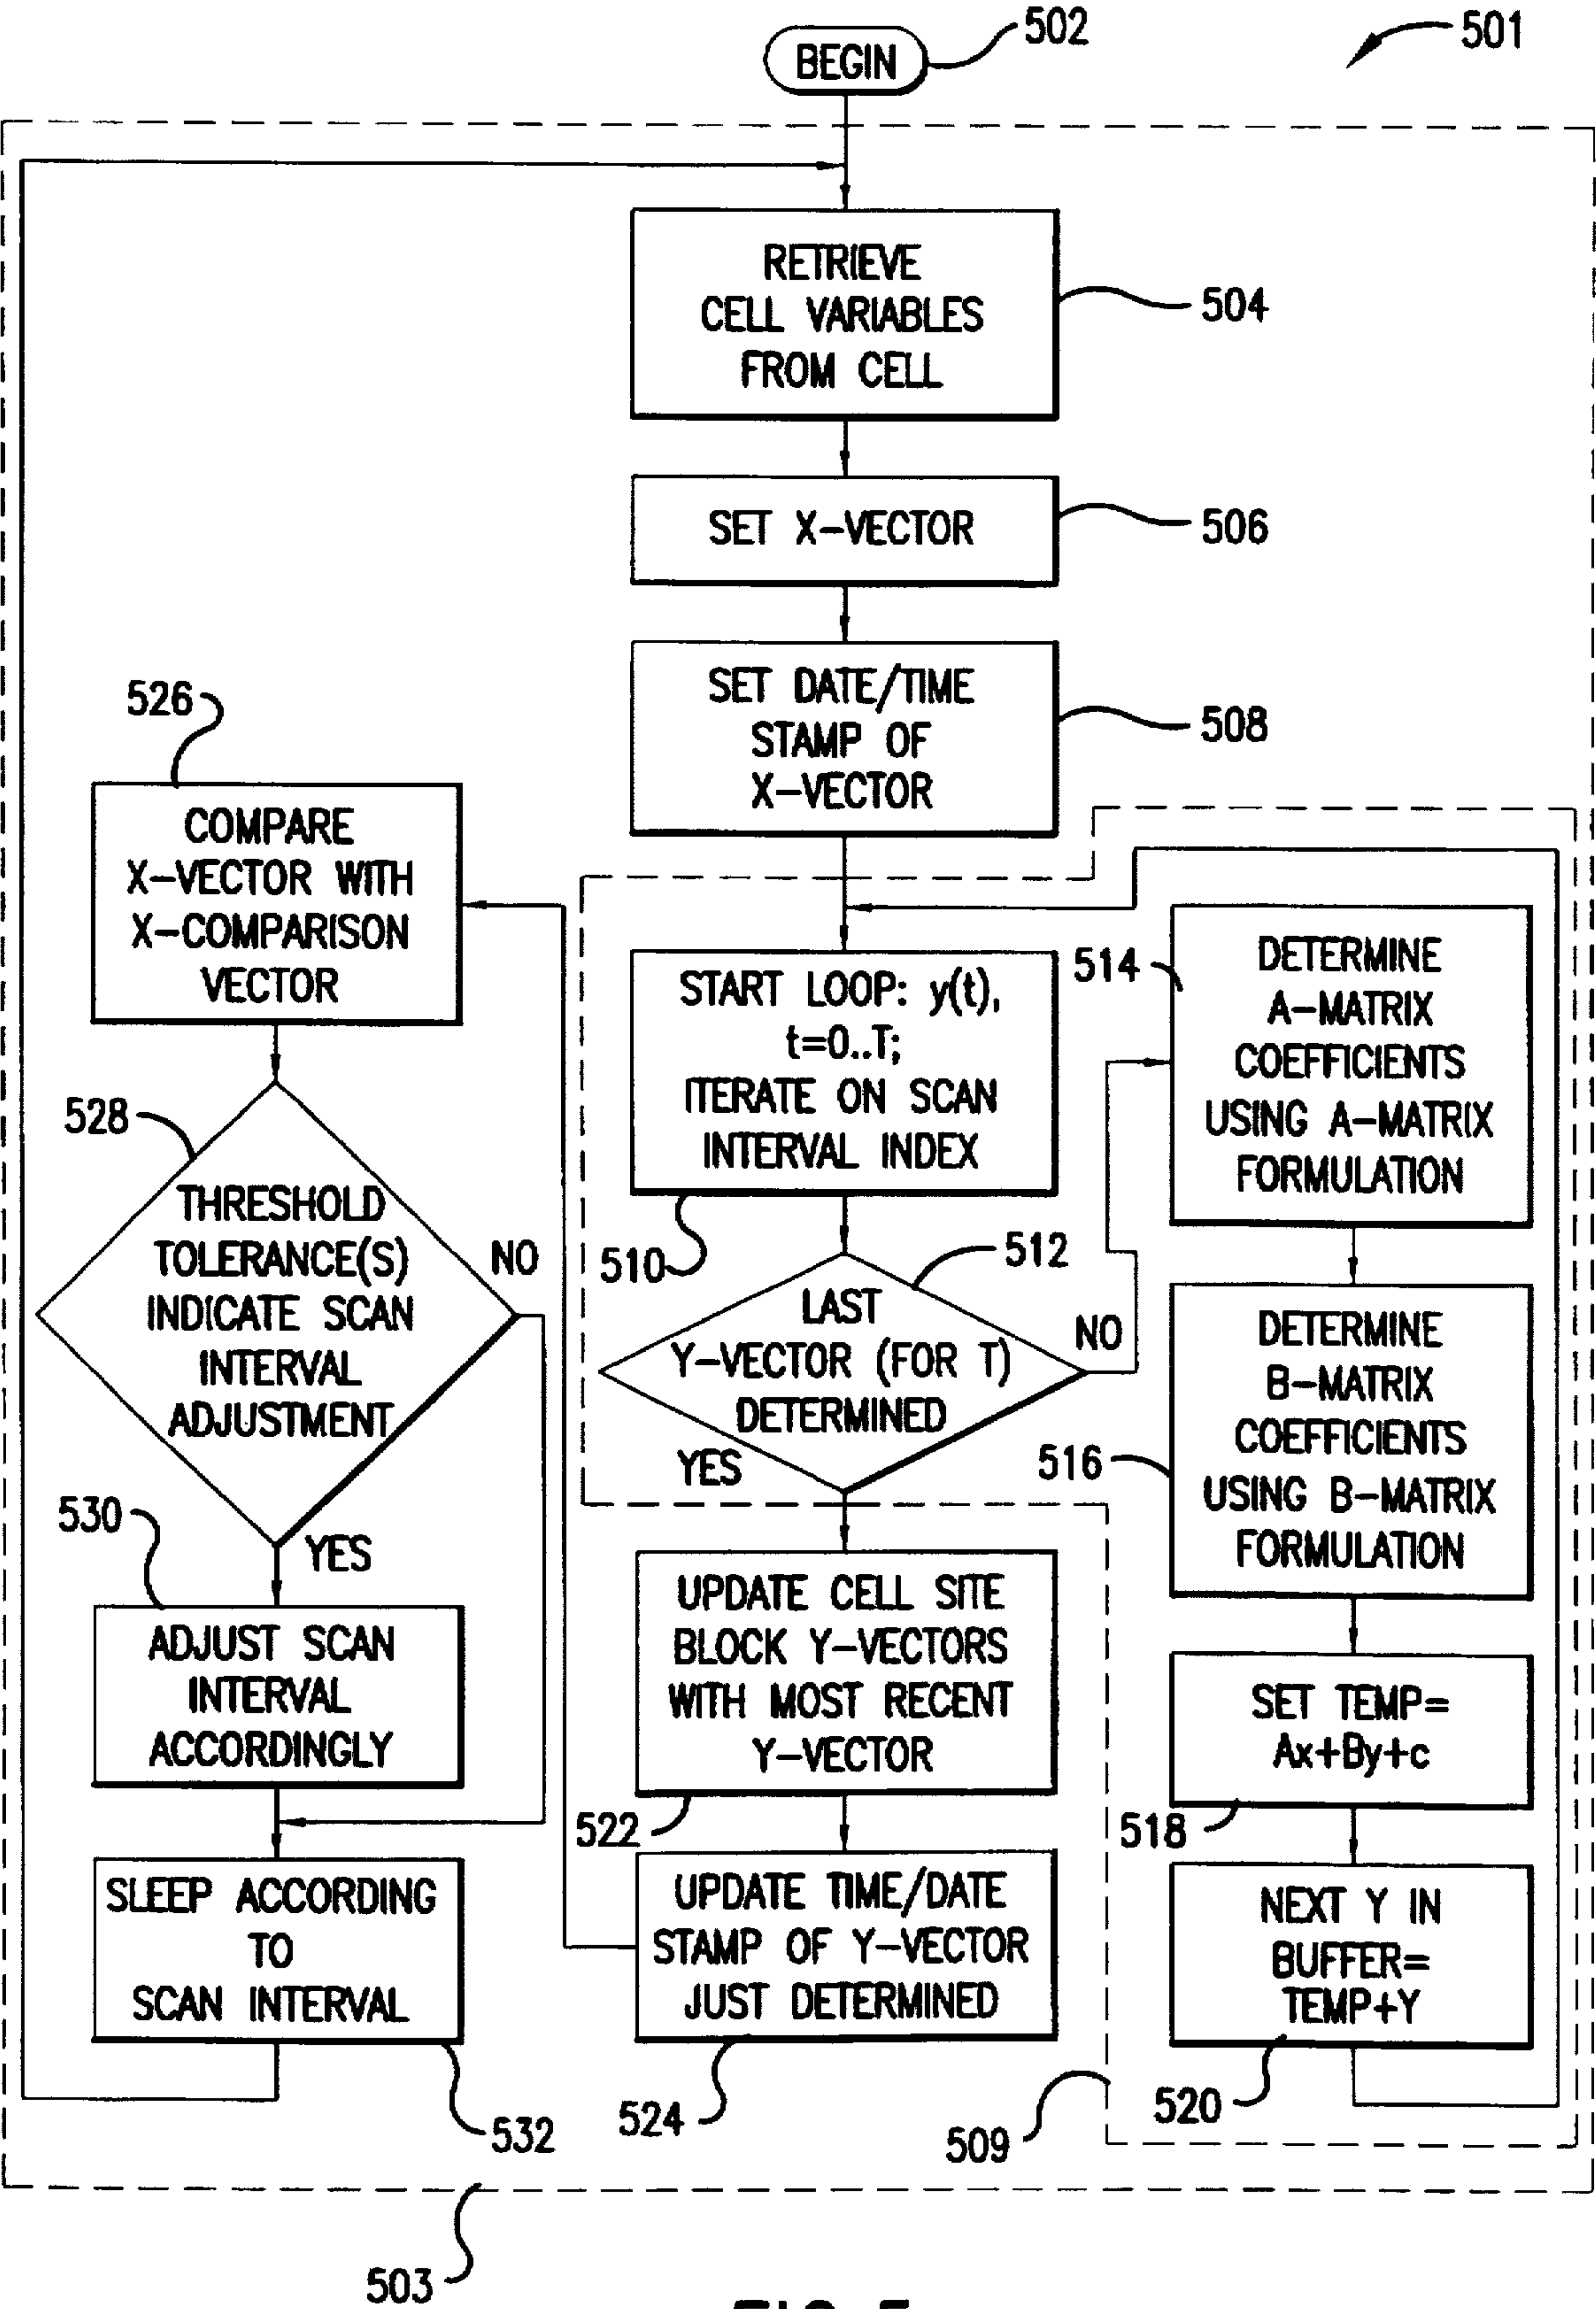 501
502
BEGIN
RETRIEVE
CELL VARIABLES
FROM CELL
504
SET X-VECTOR
506
SET DATE/TIME
STAMP OF
X-VECTOR
508
START LOOP: y(t),
t=0..T;
ITERATE ON SCAN
INTERVAL INDEX
510
512
LAST
Y-VECTOR (FOR T)
DETERMINED
NO
YES
514
DETERMINE
A-MATRIX
COEFFICIENTS
USING A-MATRIX
FORMULATION
516
DETERMINE
B-MATRIX
COEFFICIENTS
USING B-MATRIX
FORMULATION
SET TEMP=
Ax+By+c
518
NEXT Y IN
BUFFER=
TEMP+Y
520
UPDATE CELL SITE
BLOCK Y-VECTORS
WITH MOST RECENT
Y-VECTOR
522
UPDATE TIME/DATE
STAMP OF Y-VECTOR
JUST DETERMINED
524
509
526
COMPARE
X-VECTOR WITH
X-COMPARISON
VECTOR
528
THRESHOLD
TOLERANCE(S)
INDICATE SCAN
INTERVAL
ADJUSTMENT
NO
YES
530
ADJUST SCAN
INTERVAL
ACCORDINGLY
SLEEP ACCORDING
TO
SCAN INTERVAL
532
503